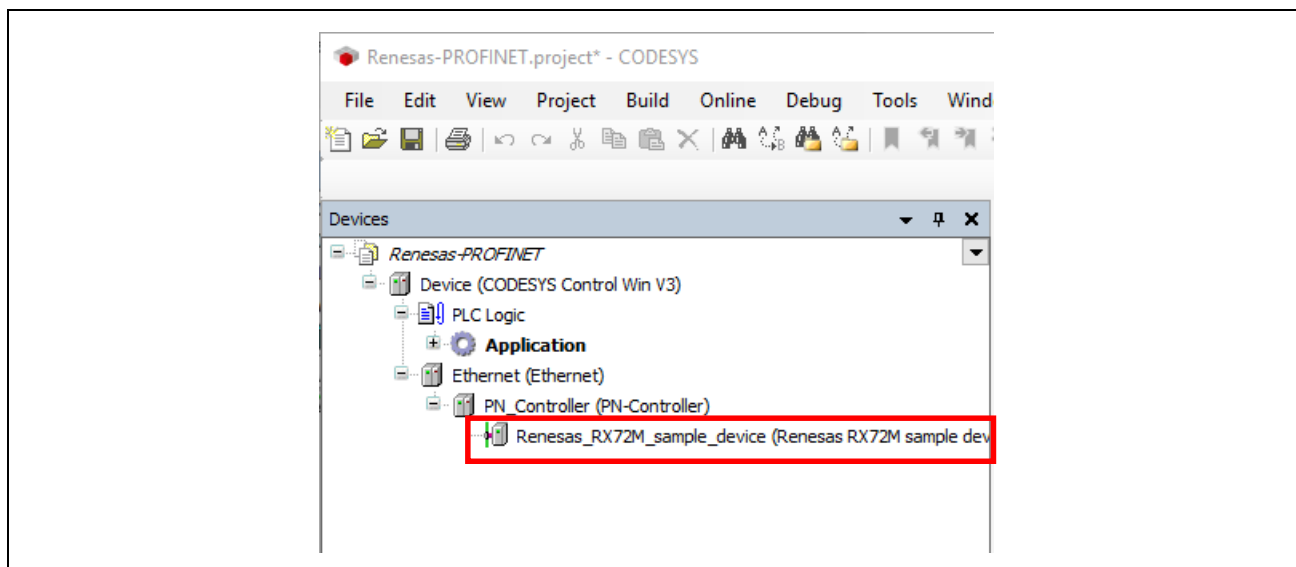 Renesas-PROFINET.project* - CODESYS
File Edit View Project Build Online Debug Tools Wind
Devices
Renesas-PROFINET
Device (CODESYS Control Win V3)
PLC Logic
Application
Ethernet (Ethernet)
PN_Controller (PN-Controller)
Renesas_RX72M_sample_device (Renesas RX72M sample dev